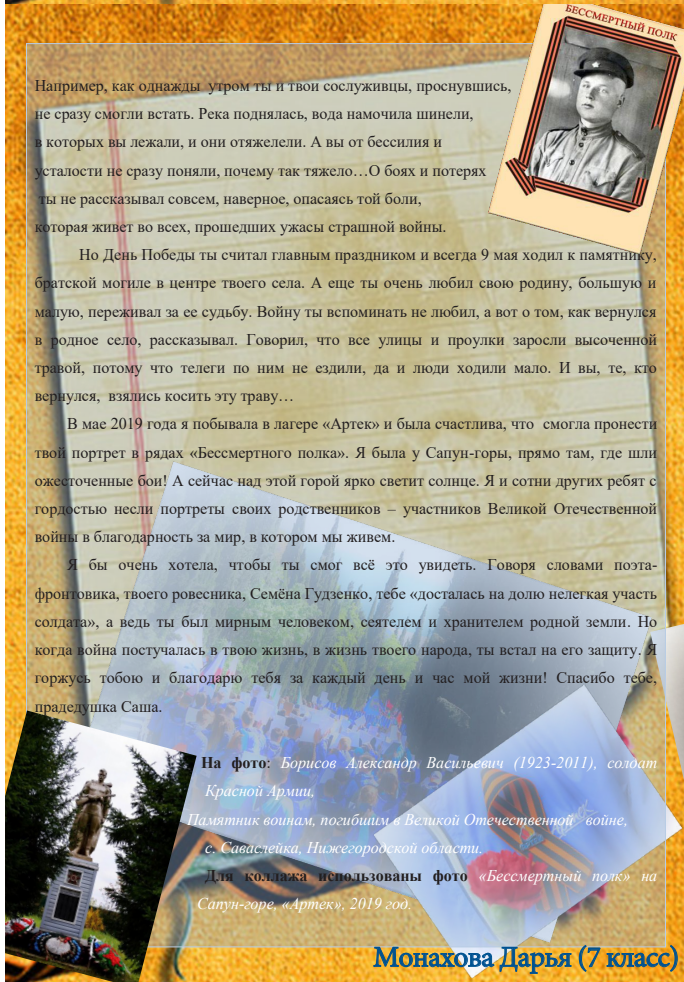 БЕССМЕРТНЫЙ ПОЛК
Например, как однажды утром ты и твои сослуживцы, проснувшись,
не сразу смогли встать. Река поднялась, вода намочила шинели,
в которых вы лежали, и они отяжелели. А вы от бессилия и
усталости не сразу поняли, почему так тяжело…О боях и потерях
ты не рассказывал совсем, наверное, опасаясь той боли,
которая живет во всех, прошедших ужасы страшной войны.
Но День Победы ты считал главным праздником и всегда 9 мая ходил к памятнику,
братской могиле в центре твоего села. А еще ты очень любил свою родину, большую и
малую, переживал за ее судьбу. Войну ты вспоминать не любил, а вот о том, как вернулся
в родное село, рассказывал. Говорил, что все улицы и проулки заросли высоченной
травой, потому что телеги по ним не ездили, да и люди ходили мало. И вы, те, кто
вернулся, взялись косить эту траву…
В мае 2019 года я побывала в лагере «Артек» и была счастлива, что смогла пронести
твой портрет в рядах «Бессмертного полка». Я была у Сапун-горы, прямо там, где шли
ожесточенные бои! А сейчас над этой горой ярко светит солнце. Я и сотни других ребят с
гордостью несли портреты своих родственников – участников Великой Отечественной
войны в благодарность за мир, в котором мы живем.
Я бы очень хотела, чтобы ты смог всё это увидеть. Говоря словами поэта-
фронтовика, твоего ровесника, Семёна Гудзенко, тебе «досталась на долю нелегкая участь
солдата», а ведь ты был мирным человеком, сеятелем и хранителем родной земли. Но
когда война постучалась в твою жизнь, в жизнь твоего народа, ты встал на его защиту. Я
горжусь тобою и благодарю тебя за каждый день и час мой жизни! Спасибо тебе,
прадедушка Саша.
На фото: Борисов Александр Васильевич (1923-2011), солдат
Красной Армии,
Памятник воинам, погибшим в Великой Отечественной войне,
с. Саваслейка, Нижегородской области.
Для коллажа использованы фото «Бессмертный полк» на
Сапун-горе, «Артек», 2019 год.
Монахова Дарья (7 класс)